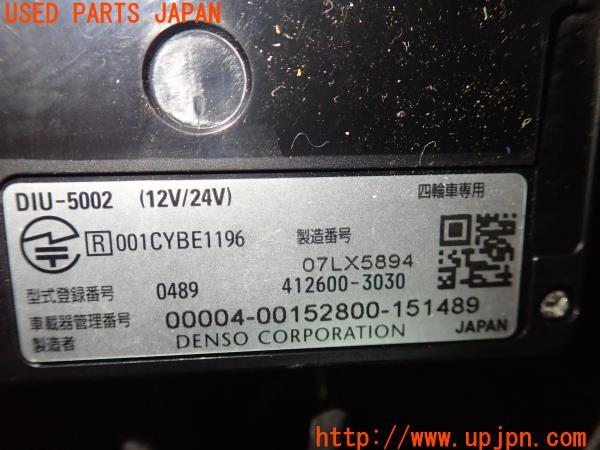 USED PARTS JAPAN
DIU-5002 (12V/24V) 四輪車専用
R 001CYBE1196 製造番号
07LX5894
型式登録番号 0489 412600-3030
車載器管理番号 00004-00152800-151489
製造者 DENSO CORPORATION JAPAN
http://www.upjpn.com/